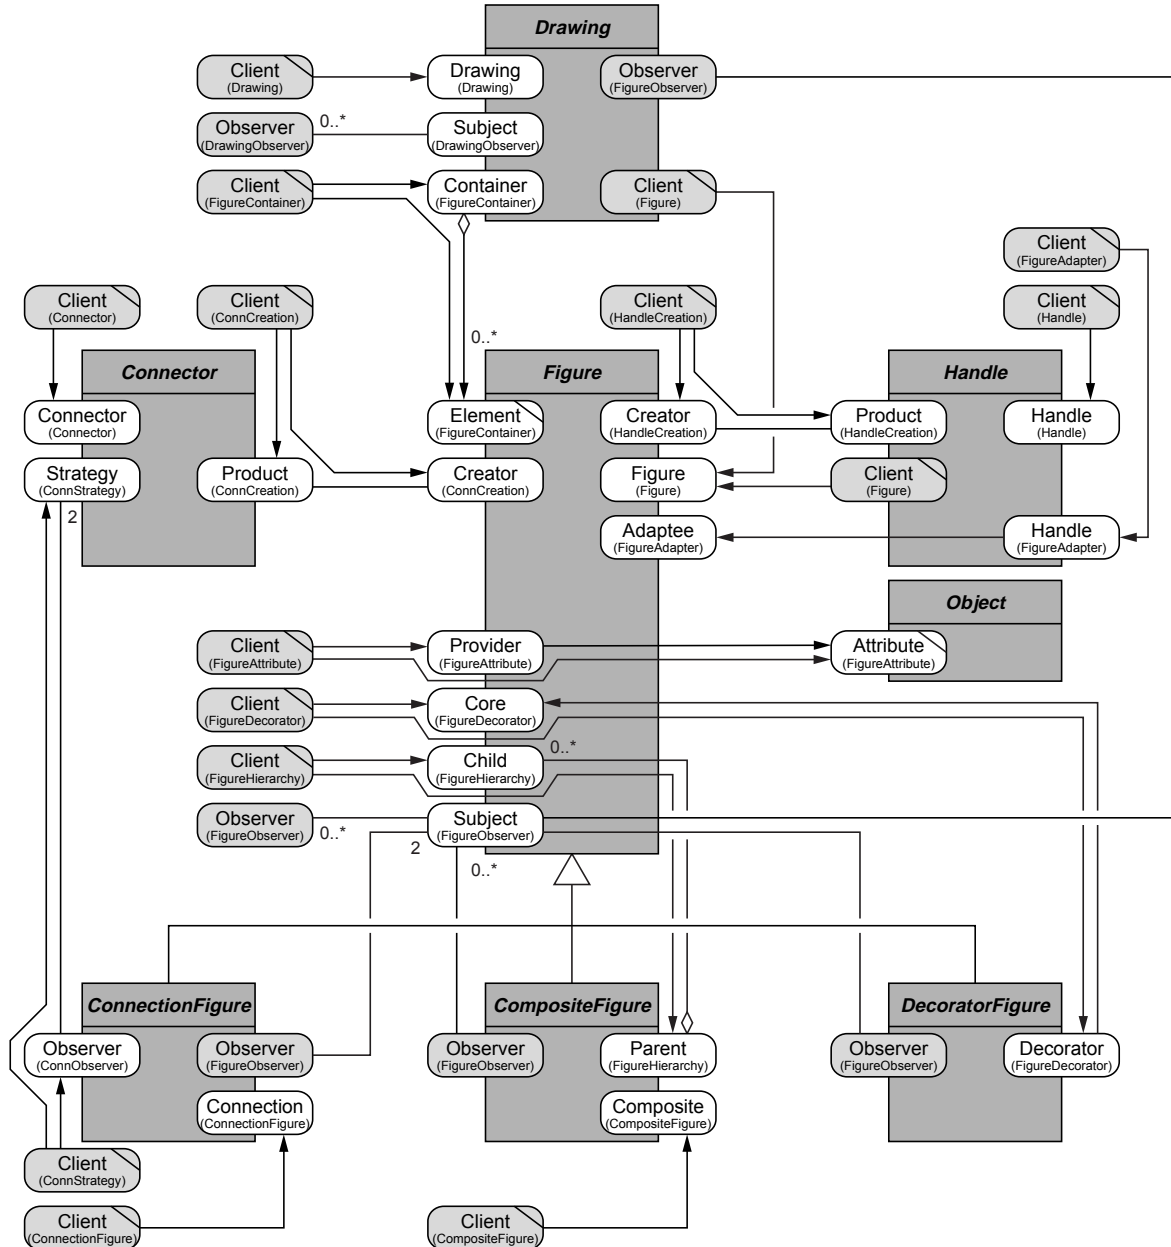 Drawing
Client
(Drawing)
Drawing
(Drawing)
Observer
(FigureObserver)
Observer
(DrawingObserver)
0..*
Subject
(DrawingObserver)
Client
(FigureContainer)
Container
(FigureContainer)
Client
(Figure)
Client
(FigureAdapter)
Client
(Connector)
Client
(ConnCreation)
Client
(HandleCreation)
Client
(Handle)
0..*
Connector
Figure
Handle
Connector
(Connector)
Element
(FigureContainer)
Creator
(HandleCreation)
Product
(HandleCreation)
Handle
(Handle)
Strategy
(ConnStrategy)
Product
(ConnCreation)
Creator
(ConnCreation)
Figure
(Figure)
Client
(Figure)
2
Adaptee
(FigureAdapter)
Handle
(FigureAdapter)
Object
Client
(FigureAttribute)
Provider
(FigureAttribute)
Attribute
(FigureAttribute)
Client
(FigureDecorator)
Core
(FigureDecorator)
0..*
Client
(FigureHierarchy)
Child
(FigureHierarchy)
Observer
(FigureObserver)
0..*
Subject
(FigureObserver)
2
0..*
ConnectionFigure
CompositeFigure
DecoratorFigure
Observer
(ConnObserver)
Observer
(FigureObserver)
Observer
(FigureObserver)
Parent
(FigureHierarchy)
Observer
(FigureObserver)
Decorator
(FigureDecorator)
Connection
(ConnectionFigure)
Composite
(CompositeFigure)
Client
(ConnStrategy)
Client
(ConnectionFigure)
Client
(CompositeFigure)